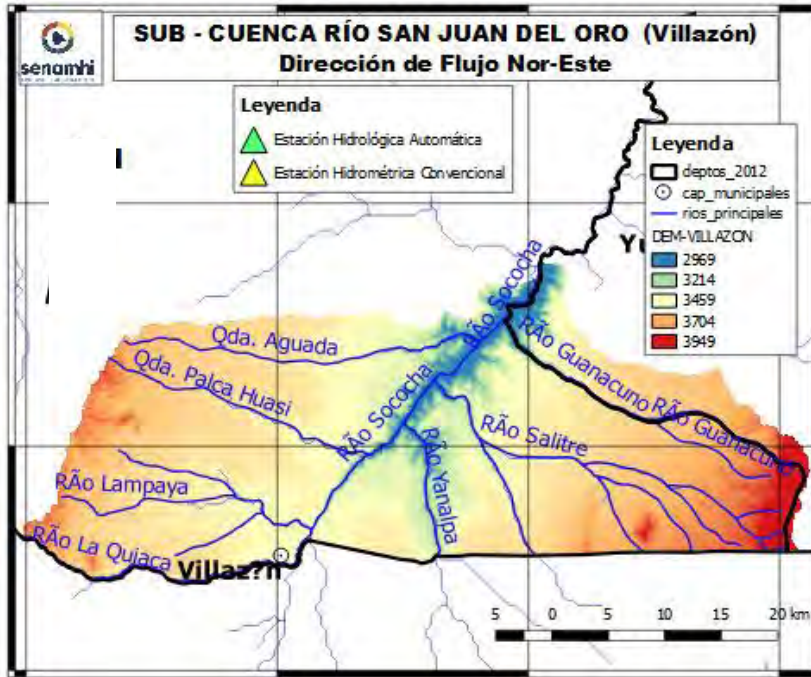 SUB - CUENCA RÍO SAN JUAN DEL ORO (Villazón)
Dirección de Flujo Nor-Este
senamhi
Leyenda
Estación Hidrológica Automática
Estación Hidrométrica Convencional
Leyenda
deptos_2012
cap_municipales
rios_principales
DEM-VILLAZON
2969
3214
3459
3704
3949
Yu
RÃo Sococha
Qda. Aguada
RÃo Guanacuno
Qda. Palca Huasi
RÃo Sococha
RÃo Guanacuno
RÃo Salitre
RÃo Yanalpa
RÃo Lampaya
RÃo La Quiaca
Villaz?n
5 0 5 10 15 20 km